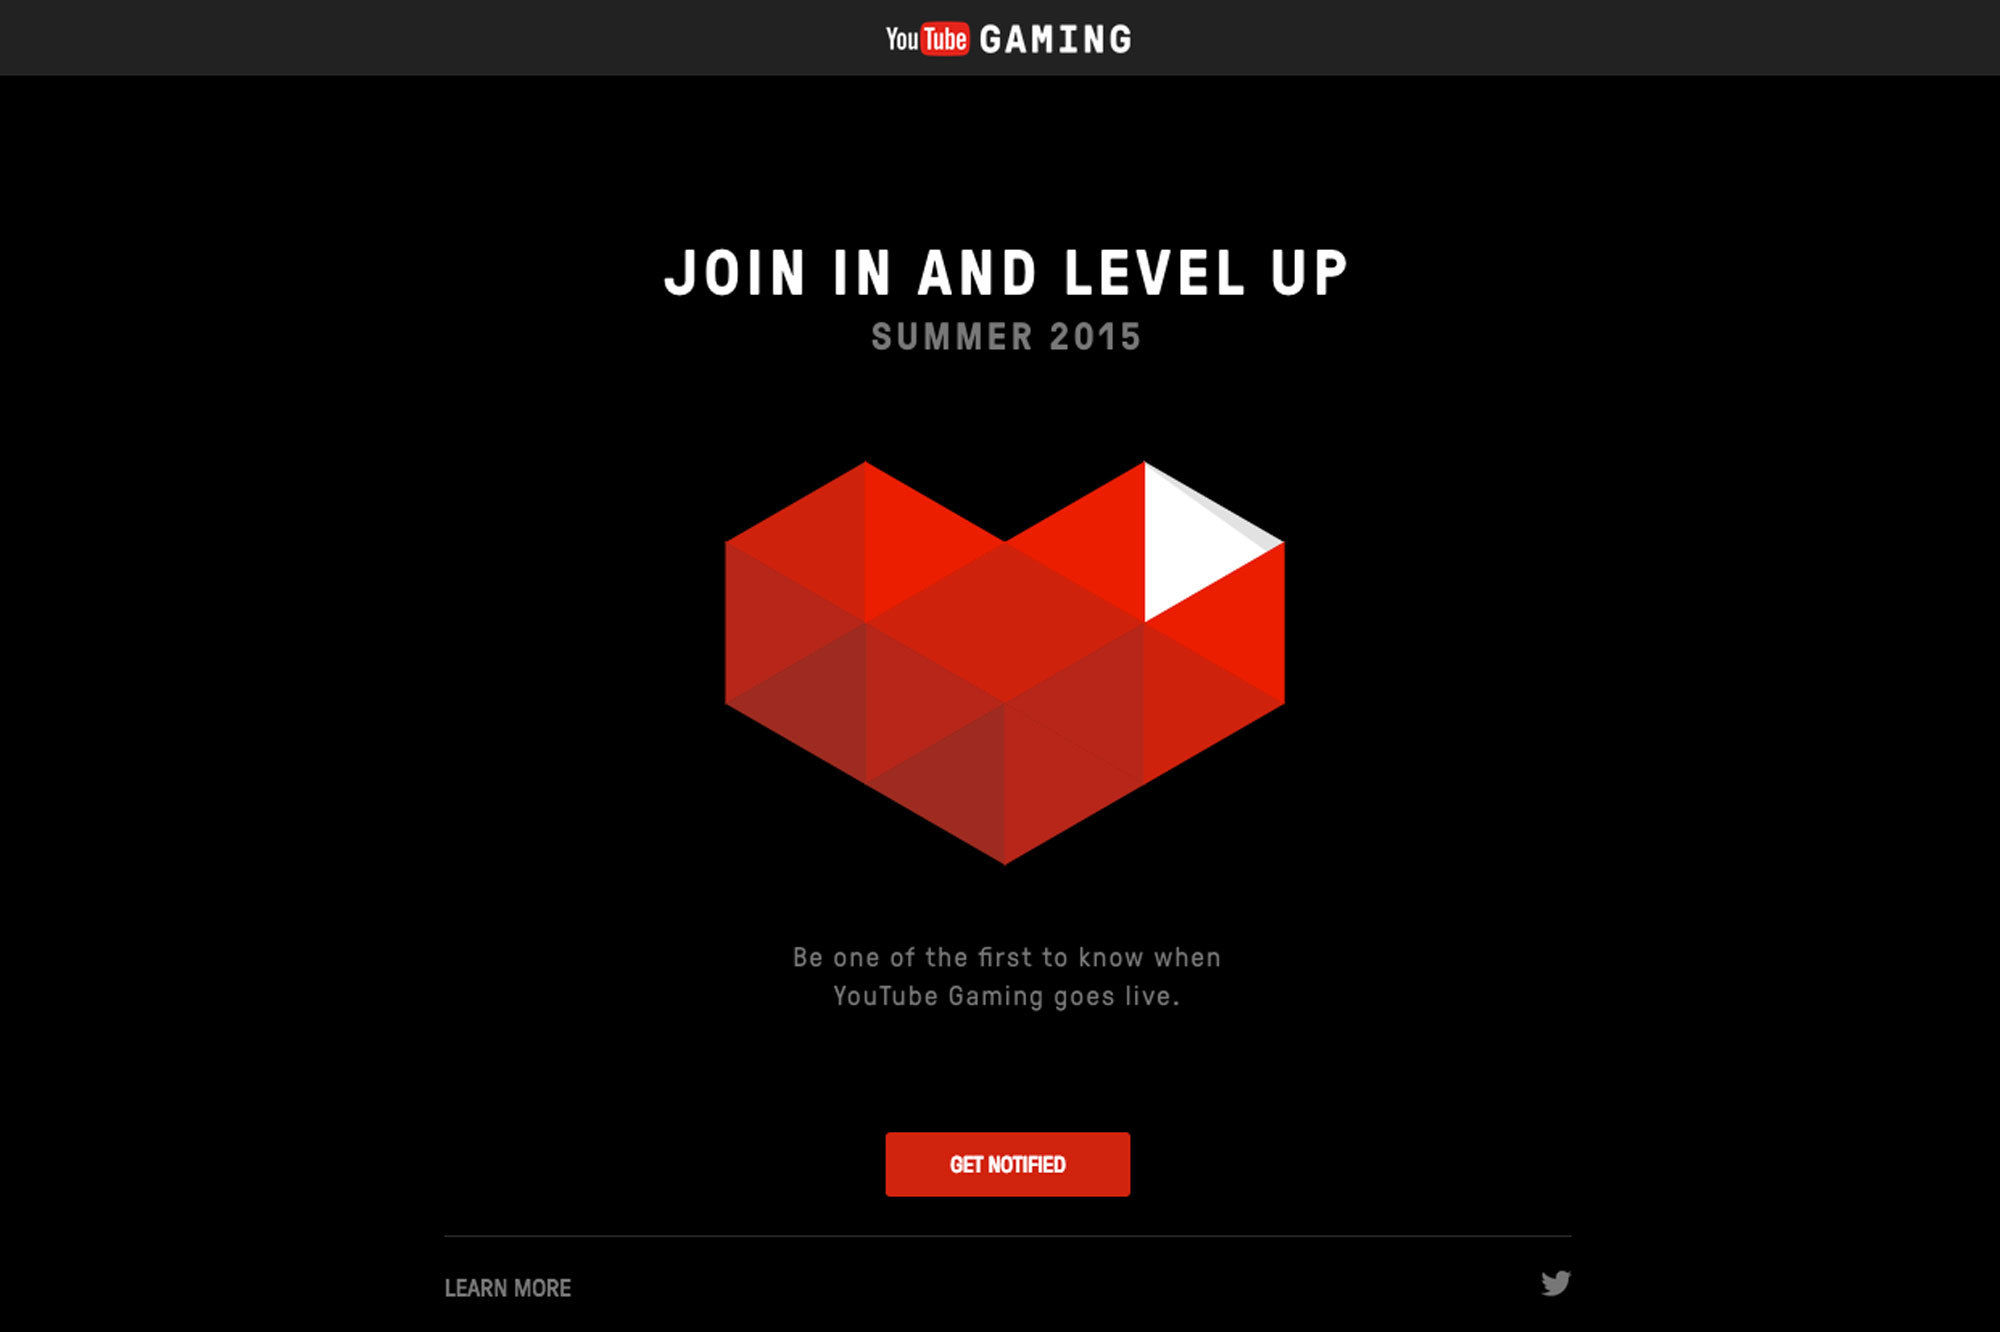 YouTube GAMING
JOIN IN AND LEVEL UP
SUMMER 2015
Be one of the first to know when
YouTube Gaming goes live.
GET NOTIFIED
LEARN MORE